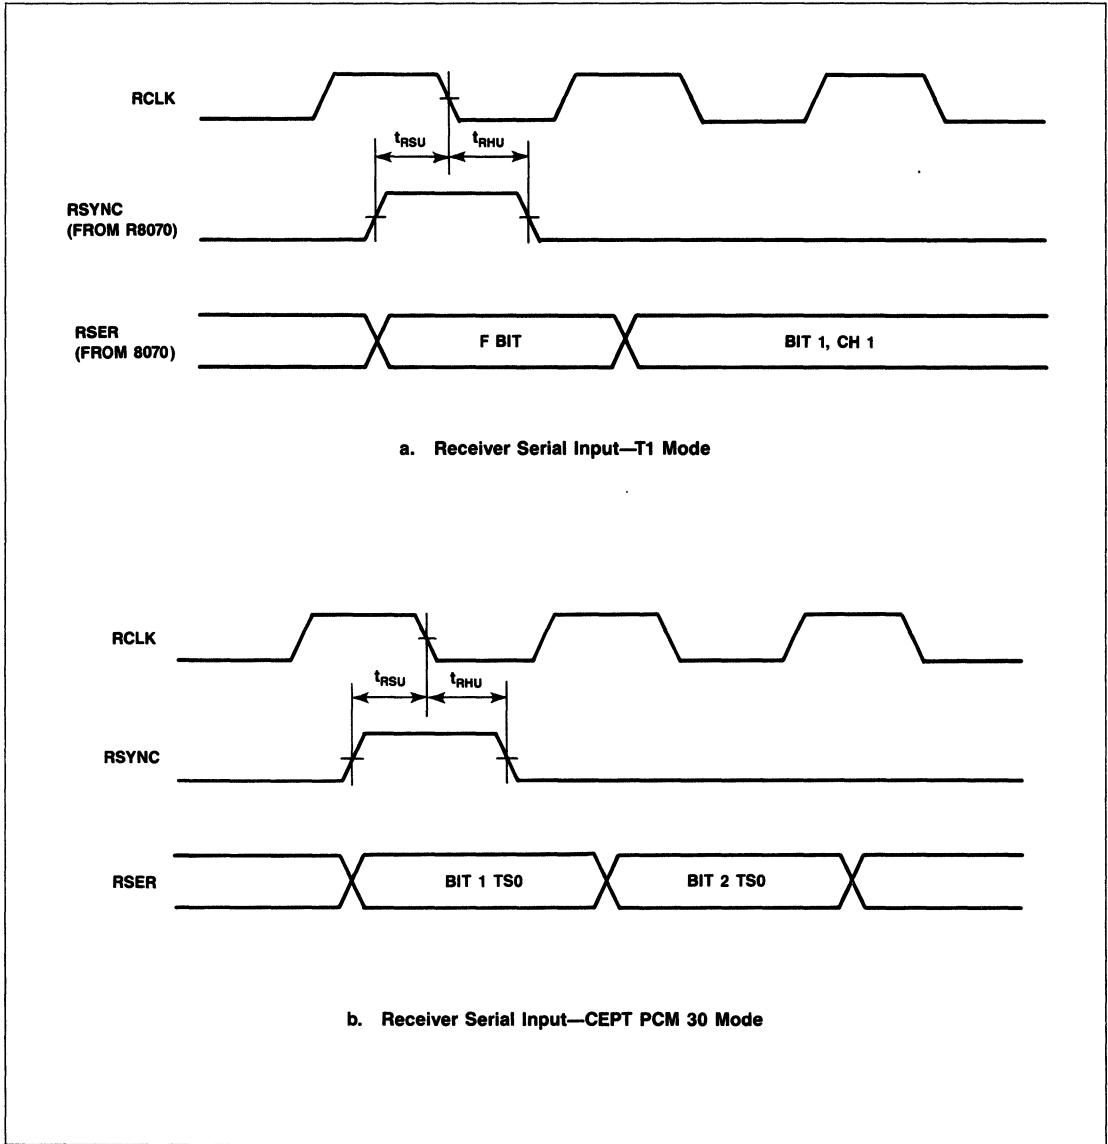 RCLK
tRSU
tRHU
RSYNC
(FROM R8070)
RSER
(FROM 8070)
F BIT
BIT 1, CH 1
a. Receiver Serial Input—T1 Mode
RCLK
tRSU
tRHU
RSYNC
RSER
BIT 1 TS0
BIT 2 TS0
b. Receiver Serial Input—CEPT PCM 30 Mode